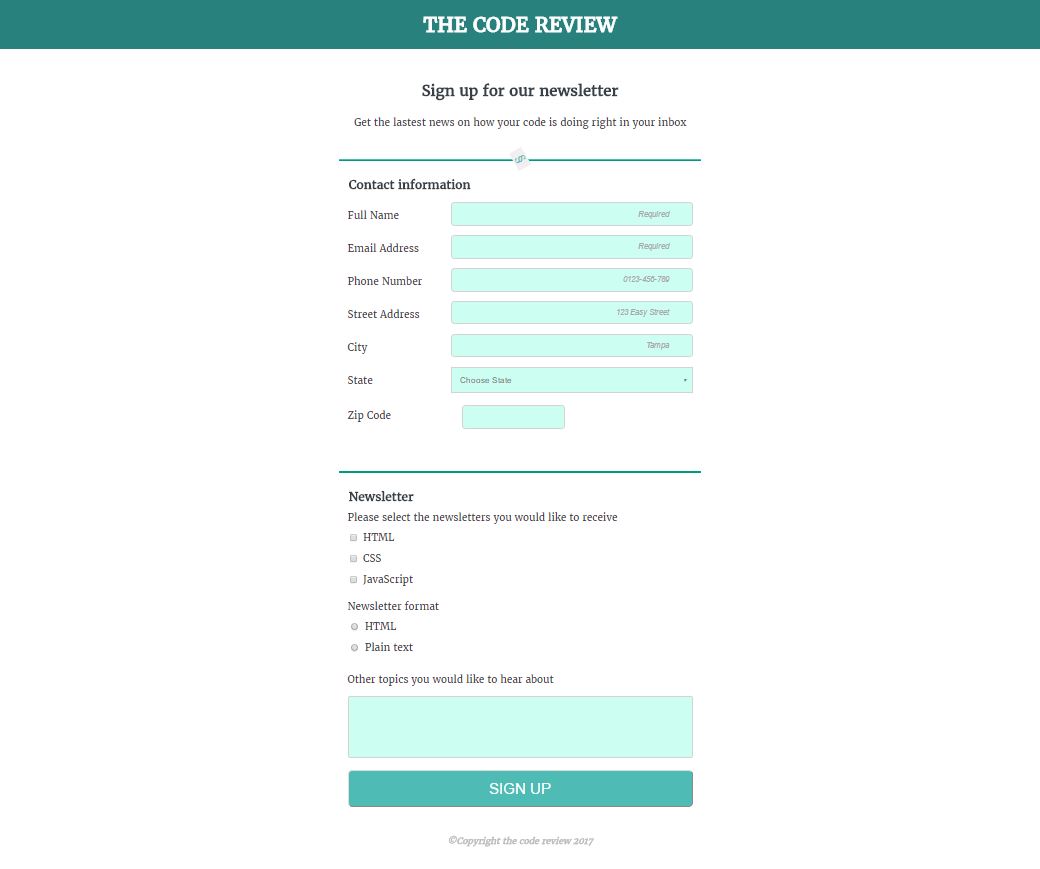 THE CODE REVIEW
Sign up for our newsletter
Get the lastest news on how your code is doing right in your inbox
Contact information
Full Name Required
Email Address Required
Phone Number 0123-456-789
Street Address 123 Easy Street
City Tampa
State Choose State
Zip Code
Newsletter
Please select the newsletters you would like to receive
HTML
CSS
JavaScript
Newsletter format
HTML
Plain text
Other topics you would like to hear about
SIGN UP
©Copyright the code review 2017